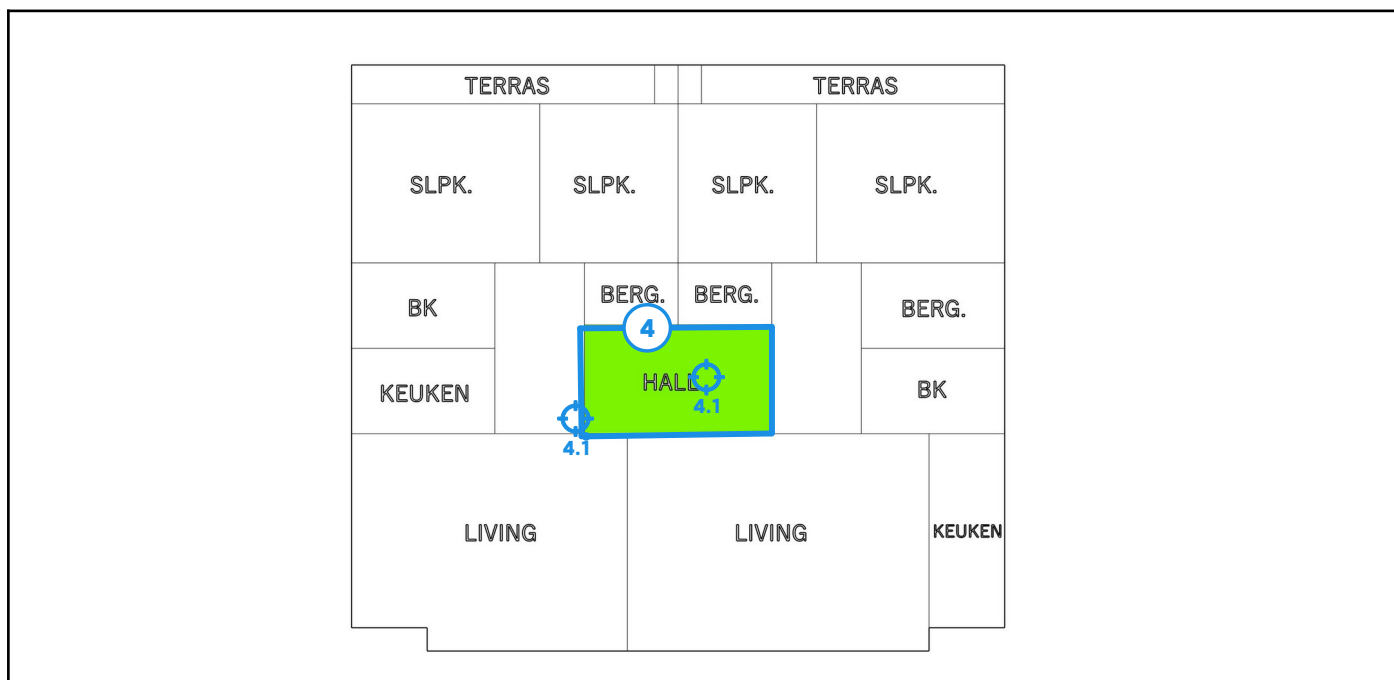 TERRAS TERRAS
SLPK. SLPK. SLPK. SLPK.
BERG. BERG.
BK BERG.
4
HALL
KEUKEN BK
4.1
4.1
LIVING LIVING KEUKEN